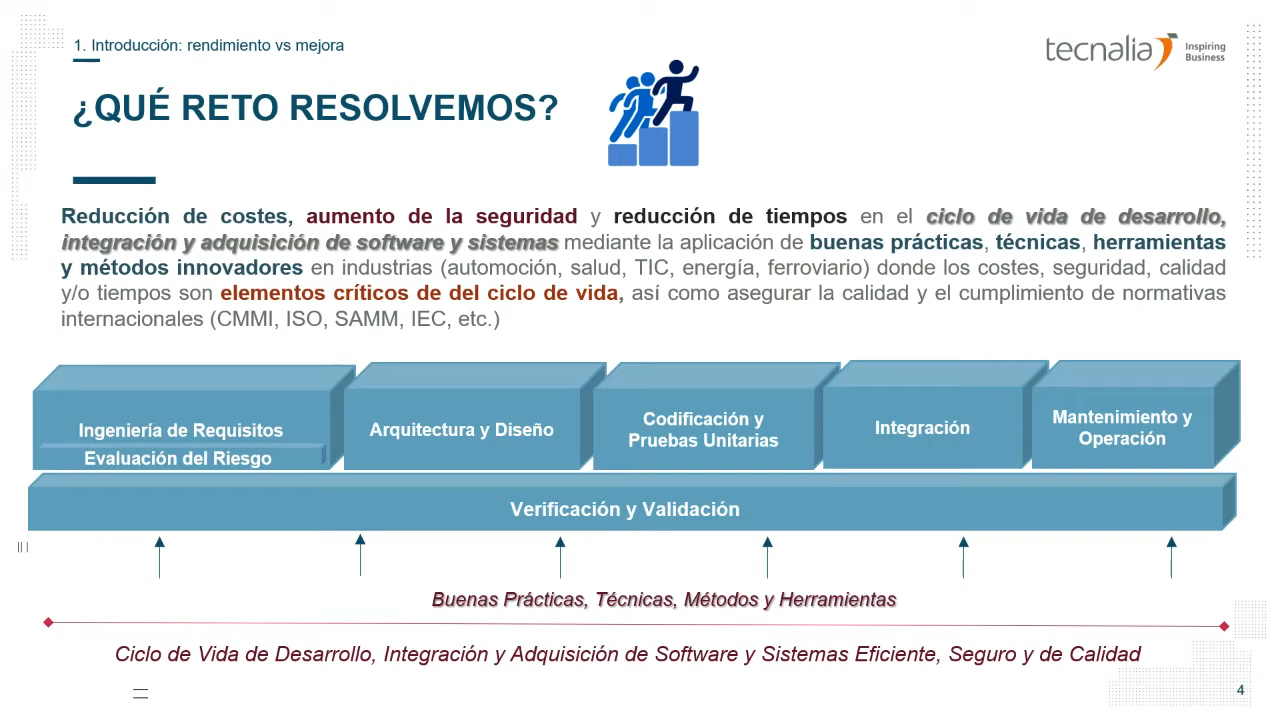 1. Introducción: rendimiento vs mejora
tecnalia Inspiring
Business
¿QUÉ RETO RESOLVEMOS?
Reducción de costes, aumento de la seguridad y reducción de tiempos en el ciclo de vida de desarrollo,
integración y adquisición de software y sistemas mediante la aplicación de buenas prácticas, técnicas, herramientas
y métodos innovadores en industrias (automoción, salud, TIC, energía, ferroviario) donde los costes, seguridad, calidad
y/o tiempos son elementos críticos de del ciclo de vida, así como asegurar la calidad y el cumplimiento de normativas
internacionales (CMMI, ISO, SAMM, IEC, etc.)
Ingeniería de Requisitos
Evaluación del Riesgo
Arquitectura y Diseño
Codificación y
Pruebas Unitarias
Integración
Mantenimiento y
Operación
Verificación y Validación
Buenas Prácticas, Técnicas, Métodos y Herramientas
Ciclo de Vida de Desarrollo, Integración y Adquisición de Software y Sistemas Eficiente, Seguro y de Calidad
4